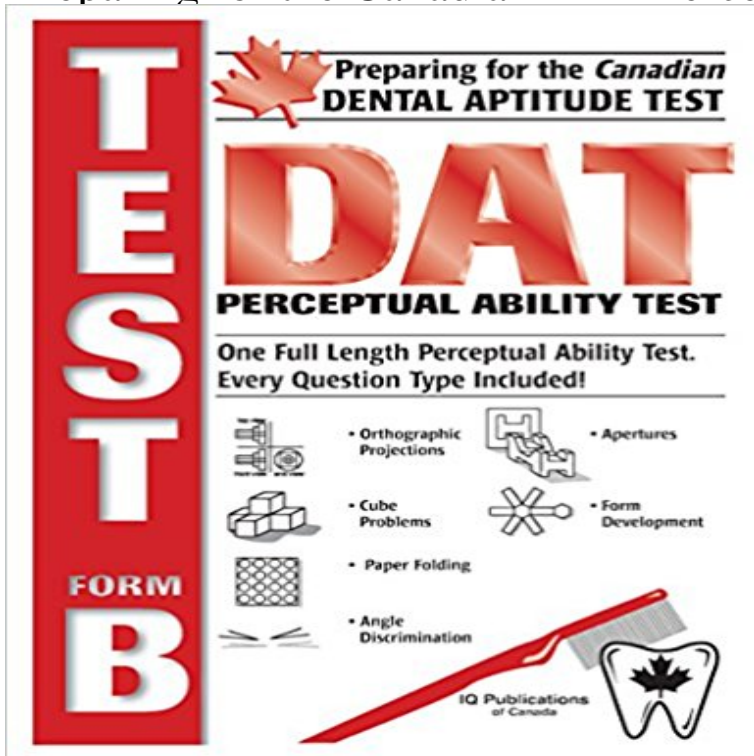 TEST
FORM
B
Preparing for the Canadian
DENTAL APTITUDE TEST
DAT
PERCEPTUAL ABILITY TEST
One Full Length Perceptual Ability Test.
Every Question Type Included!
• Orthographic
Projections
• Apertures
• Cube
Problems
• Form
Development
• Paper Folding
• Angle
Discrimination
IQ Publications
of Canada